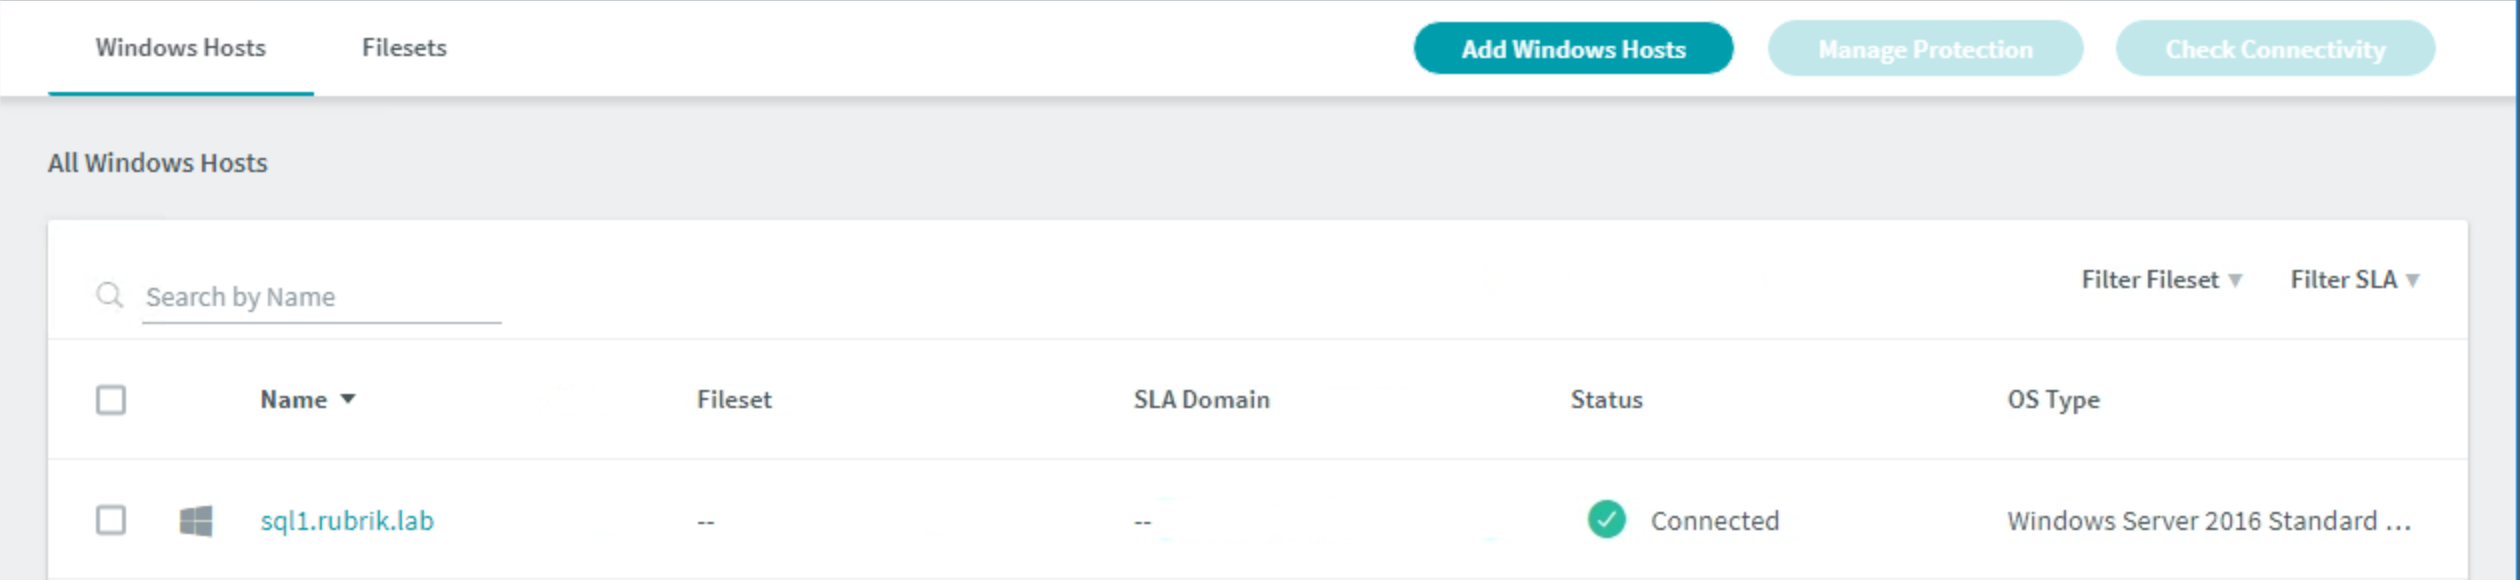 Windows Hosts Filesets Add Windows Hosts Manage Protection Check Connectivity
All Windows Hosts
Search by Name Filter Fileset Filter SLA
Name Fileset SLA Domain Status OS Type
sql1.rubrik.lab -- -- Connected Windows Server 2016 Standard ...